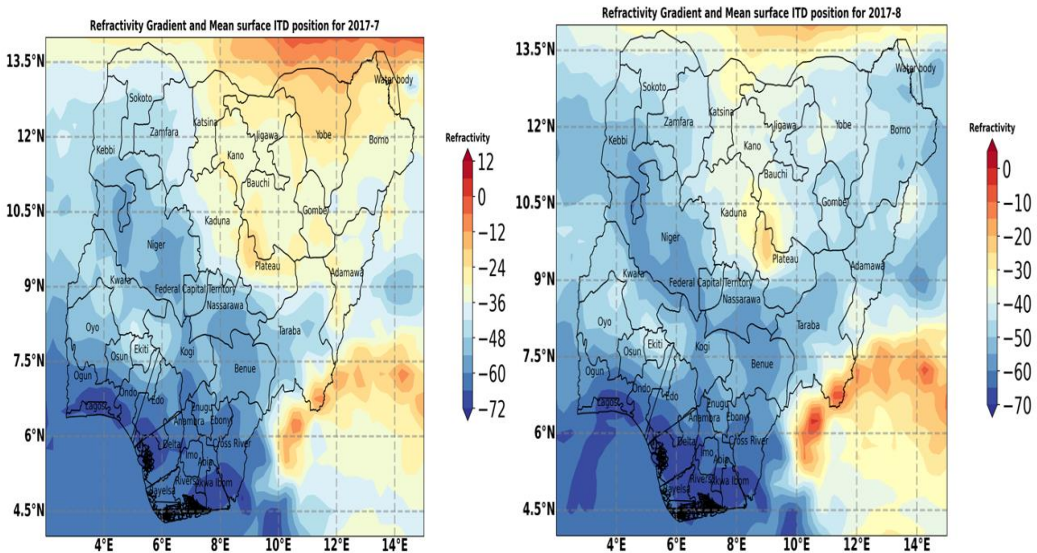 Refractivity Gradient and Mean surface ITD position for 2017-7
13.5°N
12°N
10.5°N
9°N
7.5°N
6°N
4.5°N
4°E 6°E 8°E 10°E 12°E 14°E
Water body
Sokoto
Zamfara
Katsina
Jigawa
Yobe
Borno
Kebbi
Kano
Bauchi
Gombe
Kaduna
Niger
Plateau
Adamawa
Kwara
Federal Capital Territory
Nassarawa
Oyo
Taraba
Ekiti
Osun
Kogi
Benue
Ogun
Ondo
Edo
Lagos
Enugu
Anambra
Ebony
Delta
Cross River
Imo
Abia
Rivers
Akwa Ibom
Bayelsa
Refractivity
12
0
−12
−24
−36
−48
−60
−72
Refractivity Gradient and Mean surface ITD position for 2017-8
13.5°N
12°N
10.5°N
9°N
7.5°N
6°N
4.5°N
4°E 6°E 8°E 10°E 12°E 14°E
Water body
Sokoto
Zamfara
Katsina
Jigawa
Yobe
Borno
Kebbi
Kano
Bauchi
Gombe
Kaduna
Niger
Plateau
Adamawa
Kwara
Federal Capital Territory
Nassarawa
Oyo
Taraba
Ekiti
Osun
Kogi
Benue
Ogun
Ondo
Edo
Lagos
Enugu
Anambra
Ebony
Delta
Cross River
Imo
Abia
Rivers
Akwa Ibom
Bayelsa
Refractivity
0
−10
−20
−30
−40
−50
−60
−70